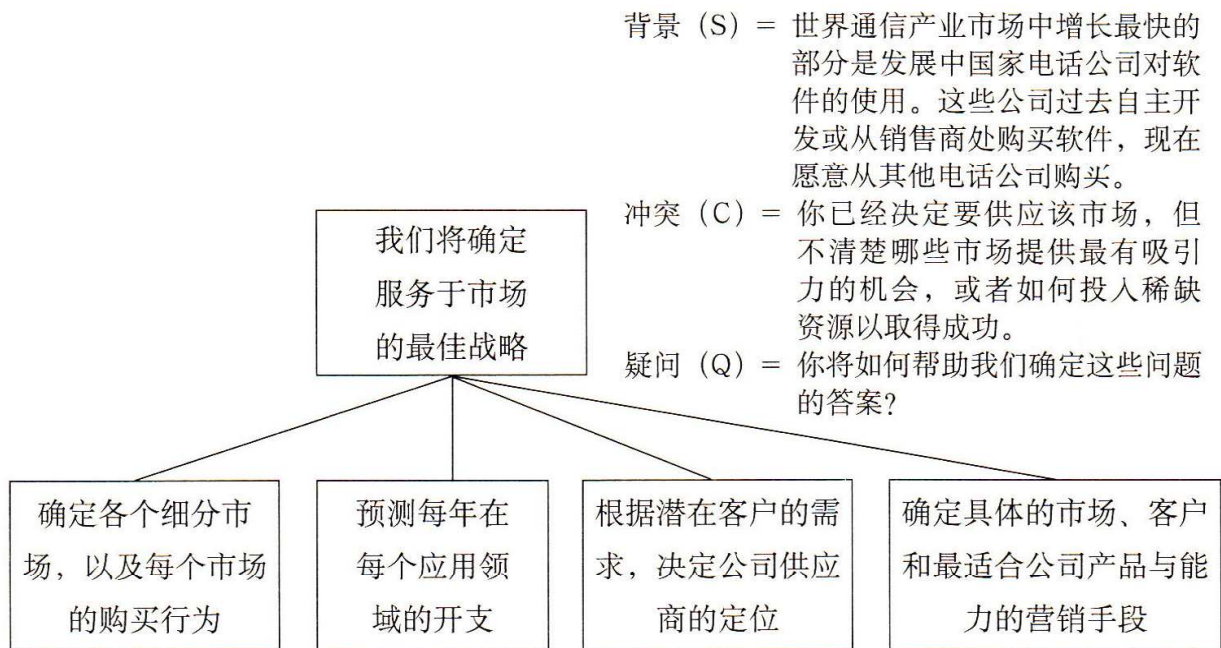 背景（S）＝ 世界通信产业市场中增长最快的
部分是发展中国家电话公司对软
件的使用。这些公司过去自主开
发或从销售商处购买软件，现在
愿意从其他电话公司购买。
冲突（C）＝ 你已经决定要供应该市场，但
不清楚哪些市场提供最有吸引
力的机会，或者如何投入稀缺
资源以取得成功。
疑问（Q）＝ 你将如何帮助我们确定这些问题
的答案？
我们将确定
服务于市场
的最佳战略
确定各个细分市
场，以及每个市场
的购买行为
预测每年在
每个应用领
域的开支
根据潜在客户的需
求，决定公司供应
商的定位
确定具体的市场、客户
和最适合公司产品与能
力的营销手段